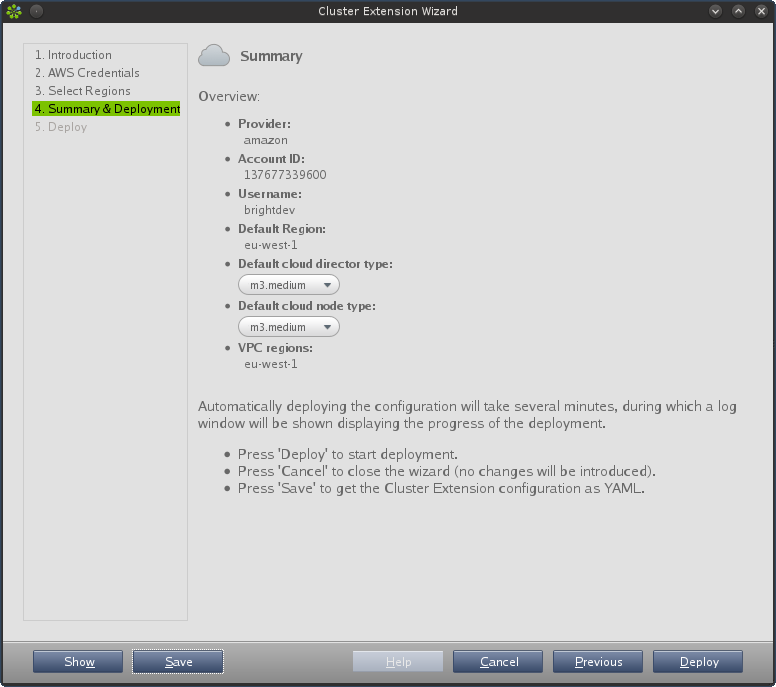 Cluster Extension Wizard
1. Introduction
2. AWS Credentials
3. Select Regions
4. Summary & Deployment
5. Deploy
Summary
Overview:
• Provider:
amazon
• Account ID:
137677339600
• Username:
brightdev
• Default Region:
eu-west-1
• Default cloud director type:
m3.medium
• Default cloud node type:
m3.medium
• VPC regions:
eu-west-1
Automatically deploying the configuration will take several minutes, during which a log
window will be shown displaying the progress of the deployment.
• Press 'Deploy' to start deployment.
• Press 'Cancel' to close the wizard (no changes will be introduced).
• Press 'Save' to get the Cluster Extension configuration as YAML.
Show
Save
Help
Cancel
Previous
Deploy